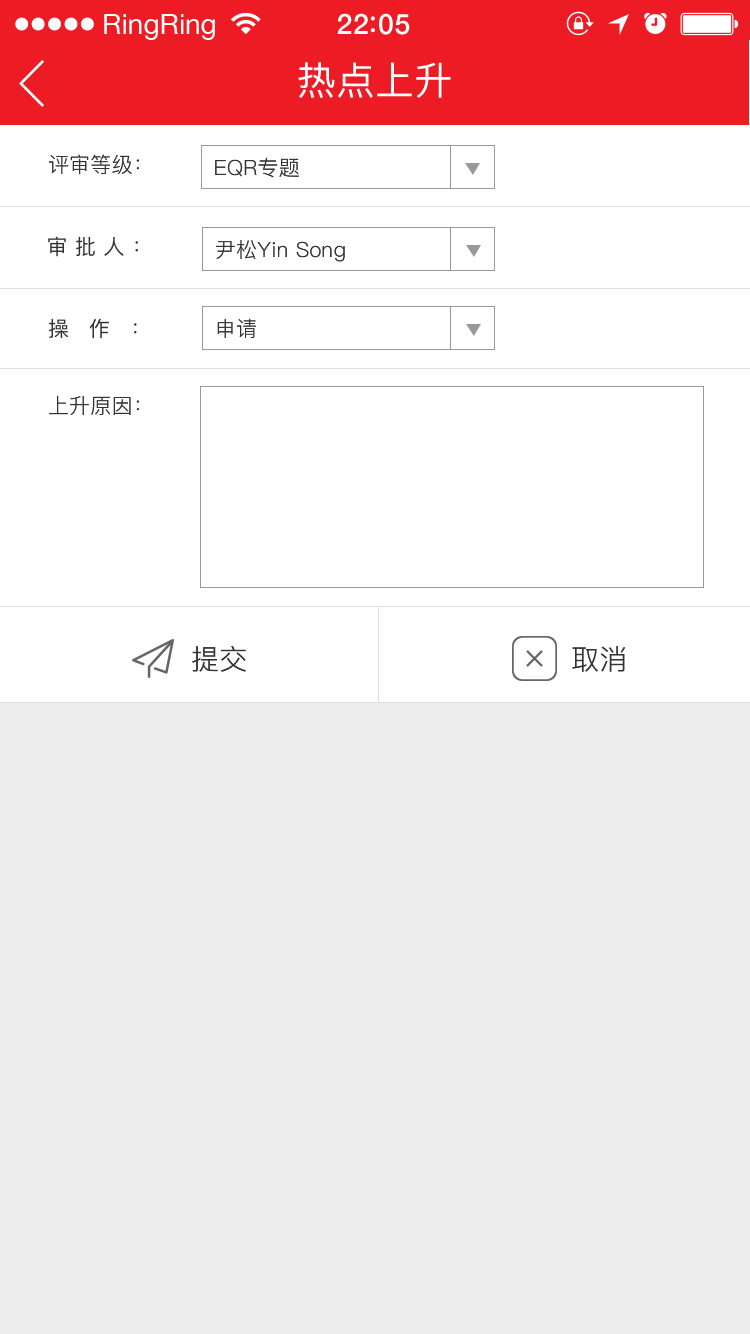 RingRing 22:05
热点上升
评审等级: EQR专题
审 批 人 : 尹松Yin Song
操 作 : 申请
上升原因:
提交 取消